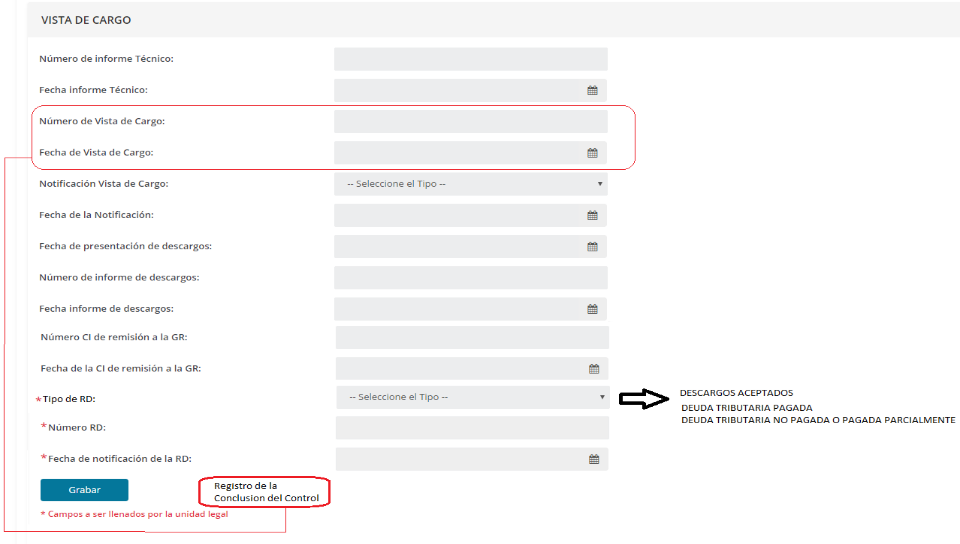 VISTA DE CARGO
Número de informe Técnico:
Fecha informe Técnico:
Número de Vista de Cargo:
Fecha de Vista de Cargo:
Notificación Vista de Cargo:
-- Seleccione el Tipo --
Fecha de la Notificación:
Fecha de presentación de descargos:
Número de informe de descargos:
Fecha informe de descargos:
Número CI de remisión a la GR:
Fecha de la CI de remisión a la GR:
*Tipo de RD:
-- Seleccione el Tipo --
DESCARGOS ACEPTADOS
DEUDA TRIBUTARIA PAGADA
DEUDA TRIBUTARIA NO PAGADA O PAGADA PARCIALMENTE
*Número RD:
*Fecha de notificación de la RD:
Grabar
Registro de la
Conclusion del Control
* Campos a ser llenados por la unidad legal